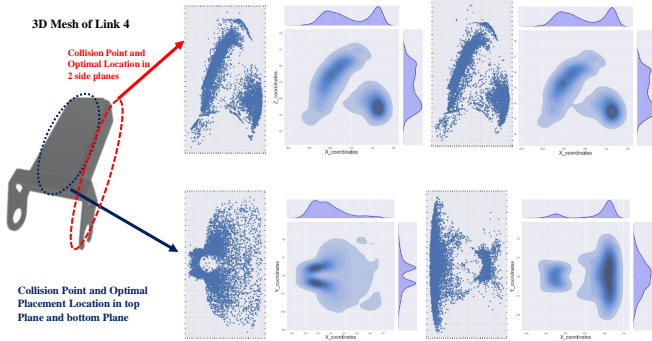 3D Mesh of Link 4
Collision Point and
Optimal Location in
2 side planes
Z_coordinates
X_coordinates
X_coordinates
Collision Point and Optimal
Placement Location in top
Plane and bottom Plane
Y_coordinates
X_coordinates
Y_coordinates
X_coordinates